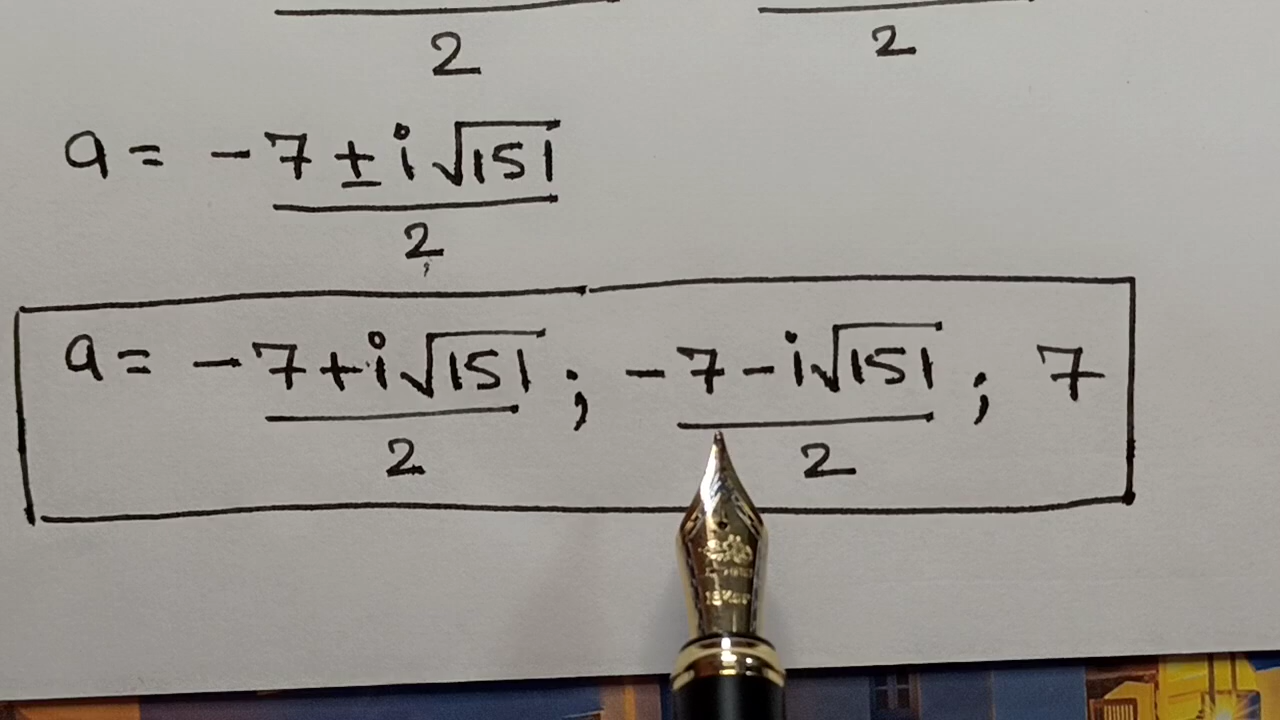 2 2
a = -7 ± i√151
2
a = -7+i√151 ; -7-i√151 ; 7
2 2